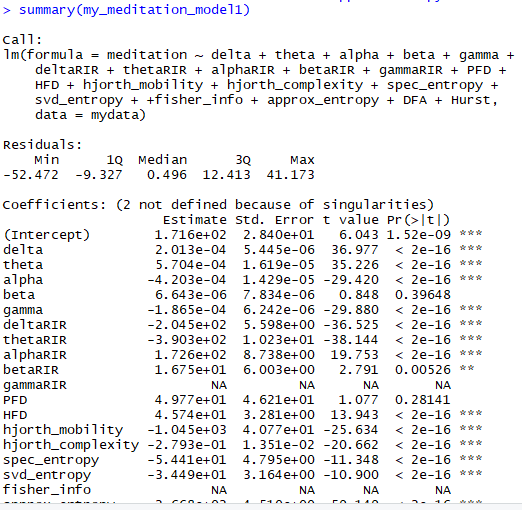 > summary(my_meditation_model1)
Call:
lm(formula = meditation ~ delta + theta + alpha + beta + gamma +
    deltaRIR + thetaRIR + alphaRIR + betaRIR + gammaRIR + PFD +
    HFD + hjorth_mobility + hjorth_complexity + spec_entropy +
    svd_entropy + +fisher_info + approx_entropy + DFA + Hurst,
    data = mydata)
Residuals:
    Min      1Q  Median      3Q     Max
-52.472  -9.327   0.496  12.413  41.173
Coefficients: (2 not defined because of singularities)
                    Estimate Std. Error t value Pr(>|t|)
(Intercept)        1.716e+02  2.840e+01   6.043 1.52e-09 ***
delta              2.013e-04  5.445e-06  36.977  < 2e-16 ***
theta              5.704e-04  1.619e-05  35.226  < 2e-16 ***
alpha             -4.203e-04  1.429e-05 -29.420  < 2e-16 ***
beta               6.643e-06  7.834e-06   0.848  0.39648
gamma             -1.865e-04  6.242e-06 -29.880  < 2e-16 ***
deltaRIR          -2.045e+02  5.598e+00 -36.525  < 2e-16 ***
thetaRIR          -3.903e+02  1.023e+01 -38.144  < 2e-16 ***
alphaRIR           1.726e+02  8.738e+00  19.753  < 2e-16 ***
betaRIR            1.675e+01  6.003e+00   2.791  0.00526 **
gammaRIR                  NA         NA      NA       NA
PFD                4.977e+01  4.621e+01   1.077  0.28141
HFD                4.574e+01  3.281e+00  13.943  < 2e-16 ***
hjorth_mobility   -1.045e+03  4.077e+01 -25.634  < 2e-16 ***
hjorth_complexity -2.793e-01  1.351e-02 -20.662  < 2e-16 ***
spec_entropy      -5.441e+01  4.795e+00 -11.348  < 2e-16 ***
svd_entropy       -3.449e+01  3.164e+00 -10.900  < 2e-16 ***
fisher_info               NA         NA      NA       NA